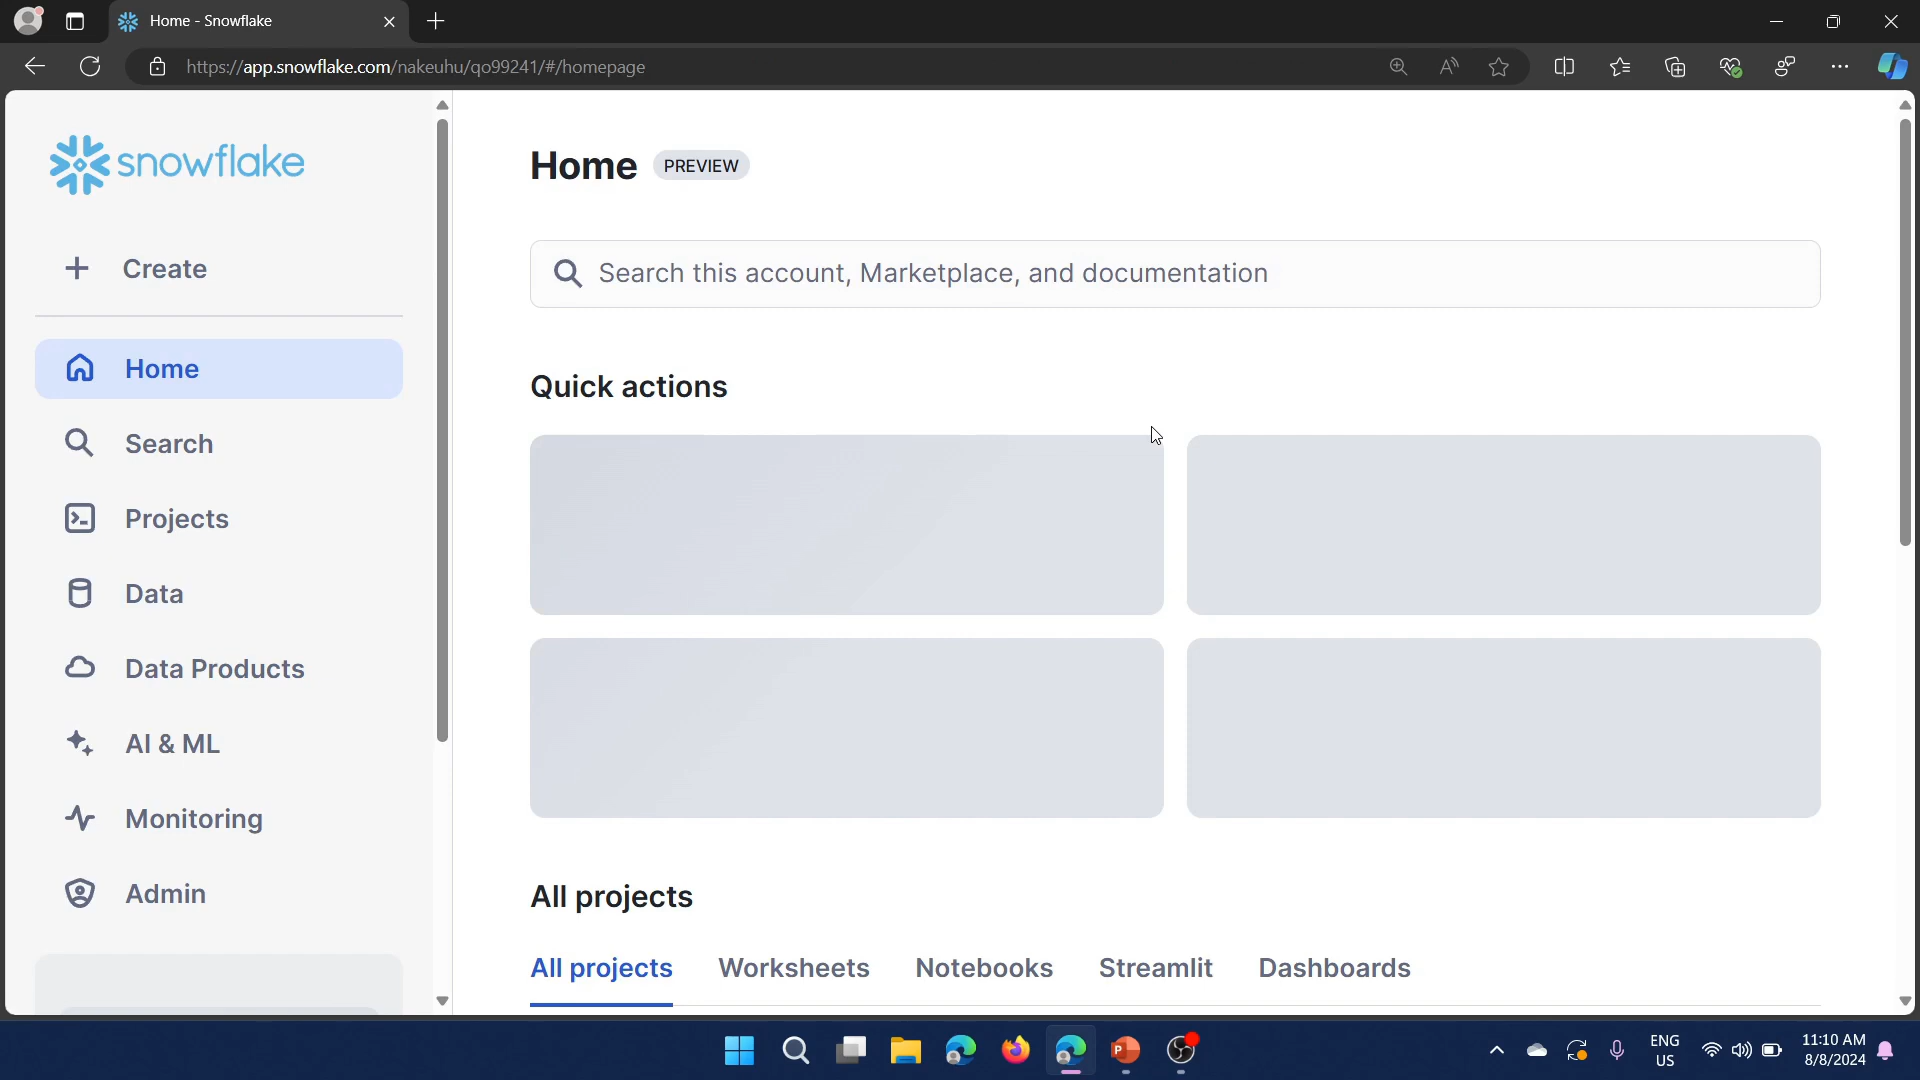 Home - Snowflake
https://app.snowflake.com/nakeuhu/qo99241/#/homepage
snowflake
Create
Home
Search
Projects
Data
Data Products
AI & ML
Monitoring
Admin
Home PREVIEW
Search this account, Marketplace, and documentation
Quick actions
All projects
All projects Worksheets Notebooks Streamlit Dashboards
ENG
US
11:10 AM
8/8/2024